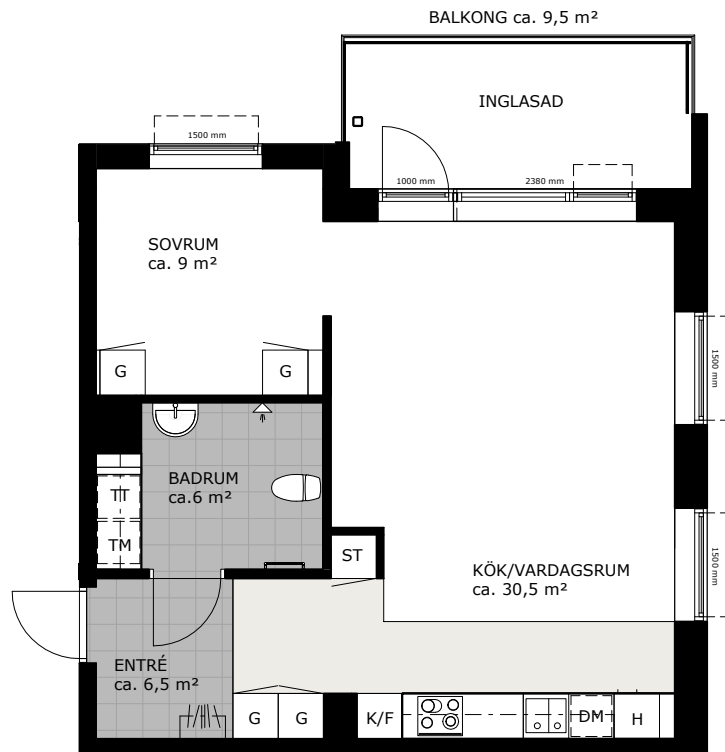 BALKONG ca. 9,5 m²
INGLASAD
1500 mm
1000 mm
2380 mm
SOVRUM
ca. 9 m²
1500 mm
G
G
BADRUM
ca.6 m²
TT
TM
ST
1500 mm
KÖK/VARDAGSRUM
ca. 30,5 m²
ENTRÉ
ca. 6,5 m²
G
G
K/F
DM
H